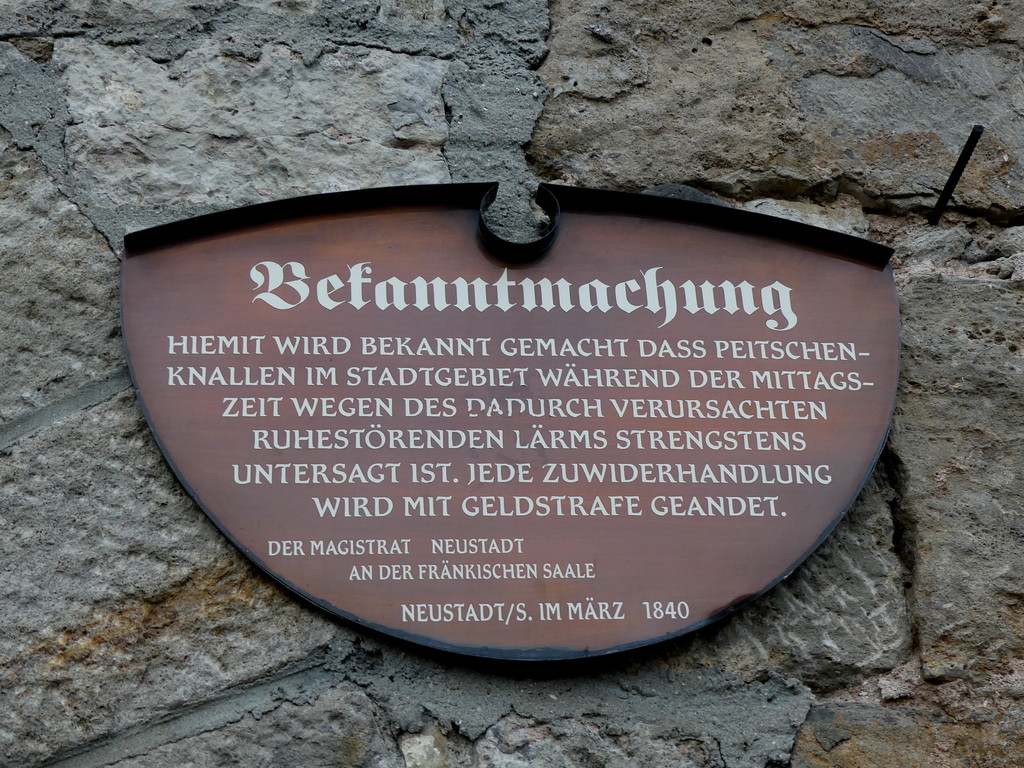 Bekanntmachung
HIEMIT WIRD BEKANNT GEMACHT DASS PEITSCHEN-
KNALLEN IM STADTGEBIET WÄHREND DER MITTAGS-
ZEIT WEGEN DES DADURCH VERURSACHTEN
RUHESTÖRENDEN LÄRMS STRENGSTENS
UNTERSAGT IST. JEDE ZUWIDERHANDLUNG
WIRD MIT GELDSTRAFE GEANDET.
DER MAGISTRAT NEUSTADT
AN DER FRÄNKISCHEN SAALE
NEUSTADT/S. IM MÄRZ 1840